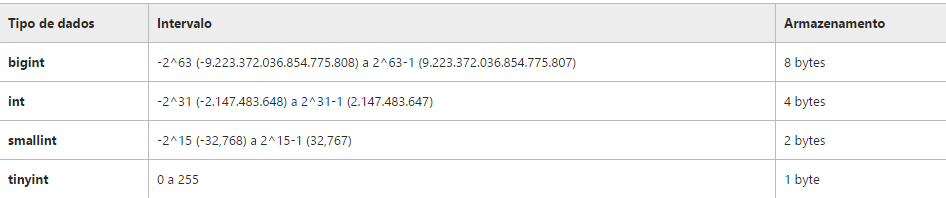 Tipo de dados Intervalo Armazenamento
bigint -2^63 (-9.223.372.036.854.775.808) a 2^63-1 (9.223.372.036.854.775.807) 8 bytes
int -2^31 (-2.147.483.648) a 2^31-1 (2.147.483.647) 4 bytes
smallint -2^15 (-32,768) a 2^15-1 (32,767) 2 bytes
tinyint 0 a 255 1 byte